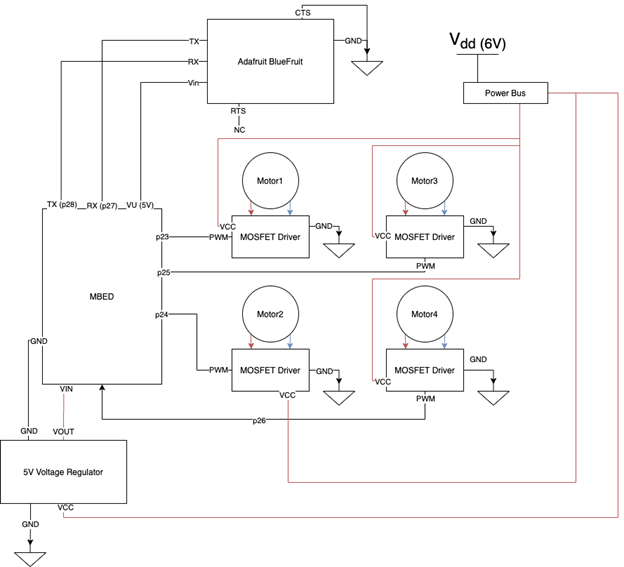 CTS
TX
GND
RX
Adafruit BlueFruit
Vin
RTS
NC
Vdd (6V)
Power Bus
Motor1
Motor3
TX (p28)
RX (p27)
VU (5V)
VCC
GND
GND
p23
PWM
MOSFET Driver
VCC
MOSFET Driver
PWM
p25
MBED
p24
Motor2
Motor4
GND
PWM
MOSFET Driver
GND
VCC
MOSFET Driver
GND
VIN
VCC
PWM
p26
GND
VOUT
5V Voltage Regulator
VCC
GND